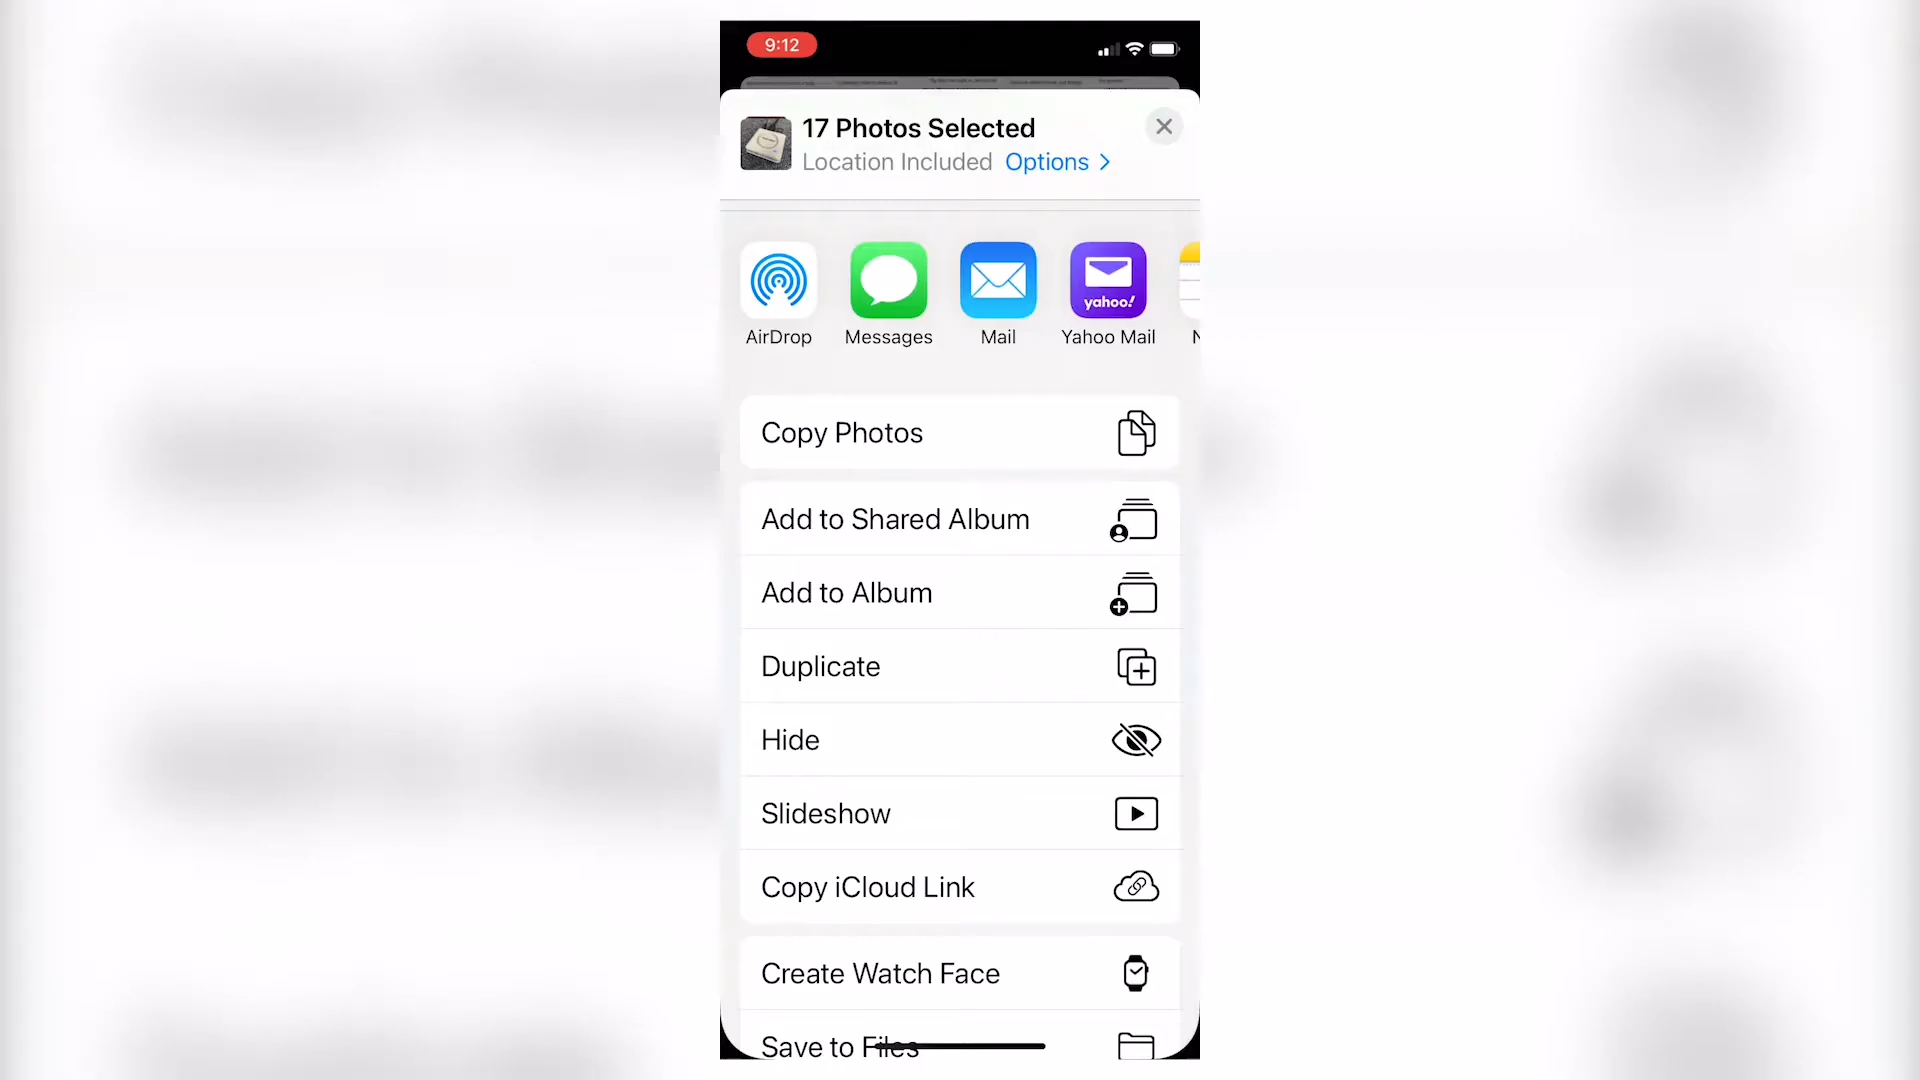 9:12
17 Photos Selected
Location Included Options
yahoo!
AirDrop Messages Mail Yahoo Mail
Copy Photos
Add to Shared Album
Add to Album
Duplicate
Hide
Slideshow
Copy iCloud Link
Create Watch Face
Save to Files